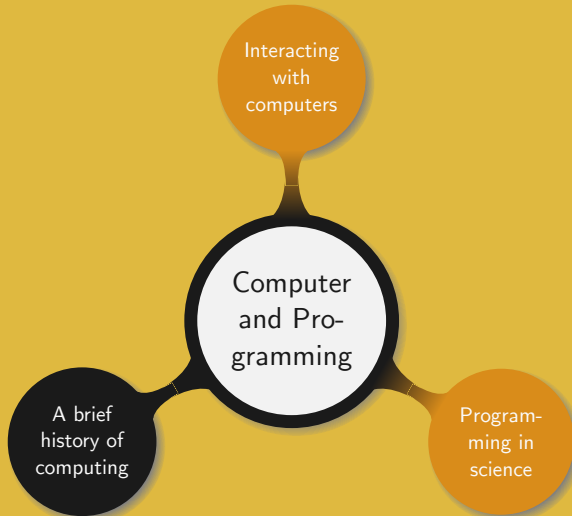 Interacting
with
computers
Computer
and Pro-
gramming
A brief
history of
computing
Program-
ming in
science